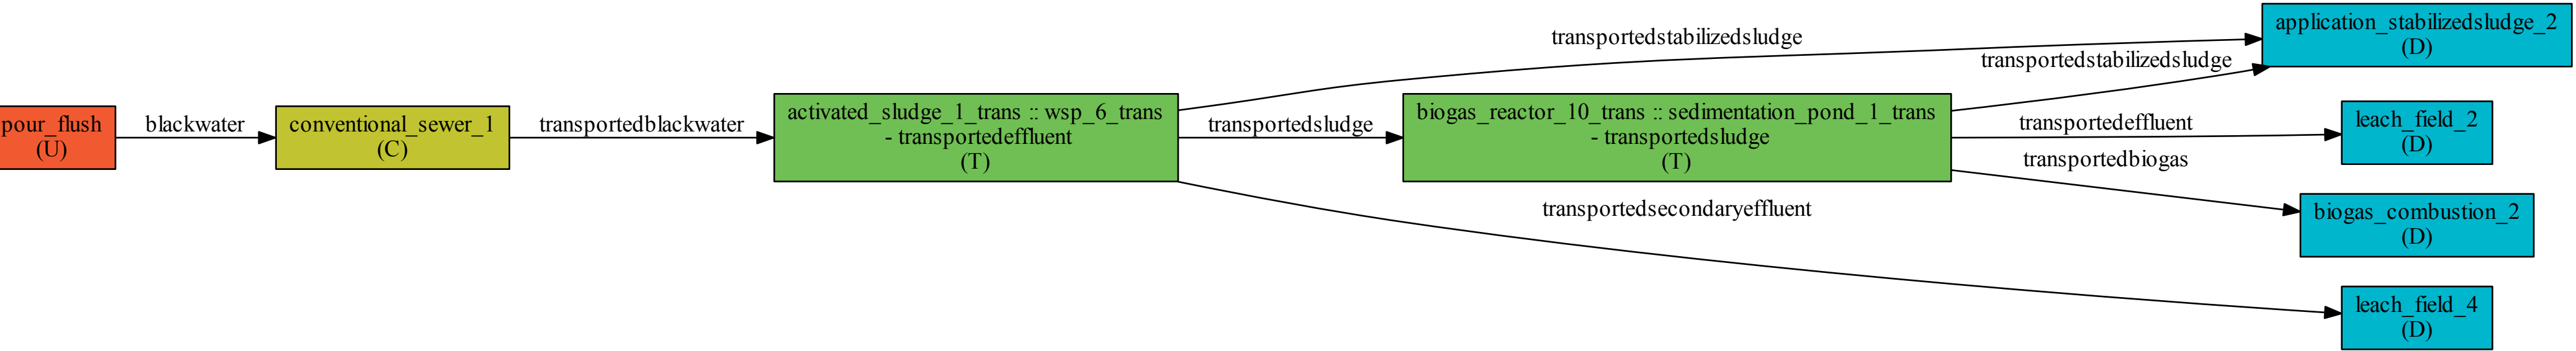 pour_flush
(U)
blackwater
conventional_sewer_1
(C)
transportedblackwater
activated_sludge_1_trans :: wsp_6_trans
- transportedeffluent
(T)
transportedstabilizedsludge
transportedsludge
transportedsecondaryeffluent
biogas_reactor_10_trans :: sedimentation_pond_1_trans
- transportedsludge
(T)
transportedstabilizedsludge
transportedeffluent
transportedbiogas
application_stabilizedsludge_2
(D)
leach_field_2
(D)
biogas_combustion_2
(D)
leach_field_4
(D)